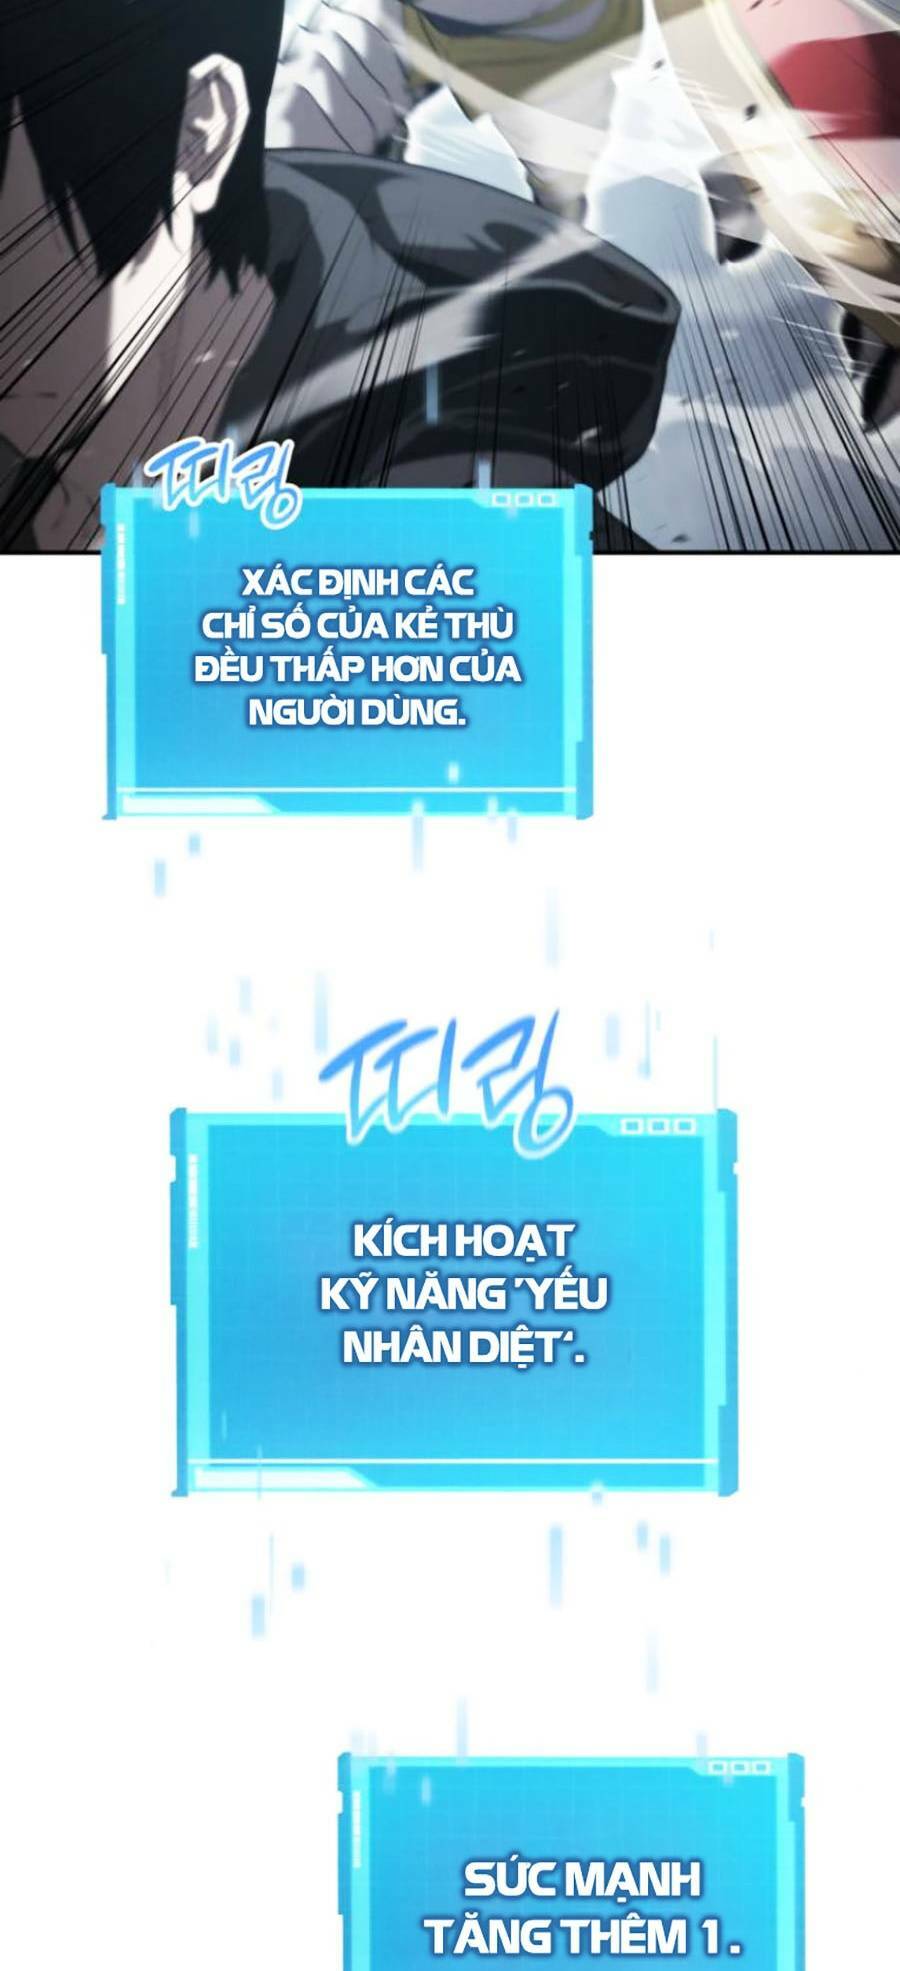 띠링
XÁC ĐỊNH CÁC
CHỈ SỐ CỦA KẺ THÙ
ĐỀU THẤP HƠN CỦA
NGƯỜI DÙNG.
띠링
KÍCH HOẠT
KỸ NĂNG 'YẾU
NHÂN DIỆT'.
SỨC MẠNH
TĂNG THÊM 1.